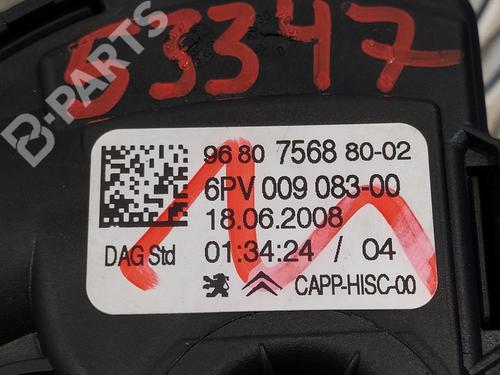 53347
B-PARTS
96 80 7568 80-02
6PV 009 083-00
18.06.2008
DAG Std
01:34:24 / 04
CAPP-HISC-00